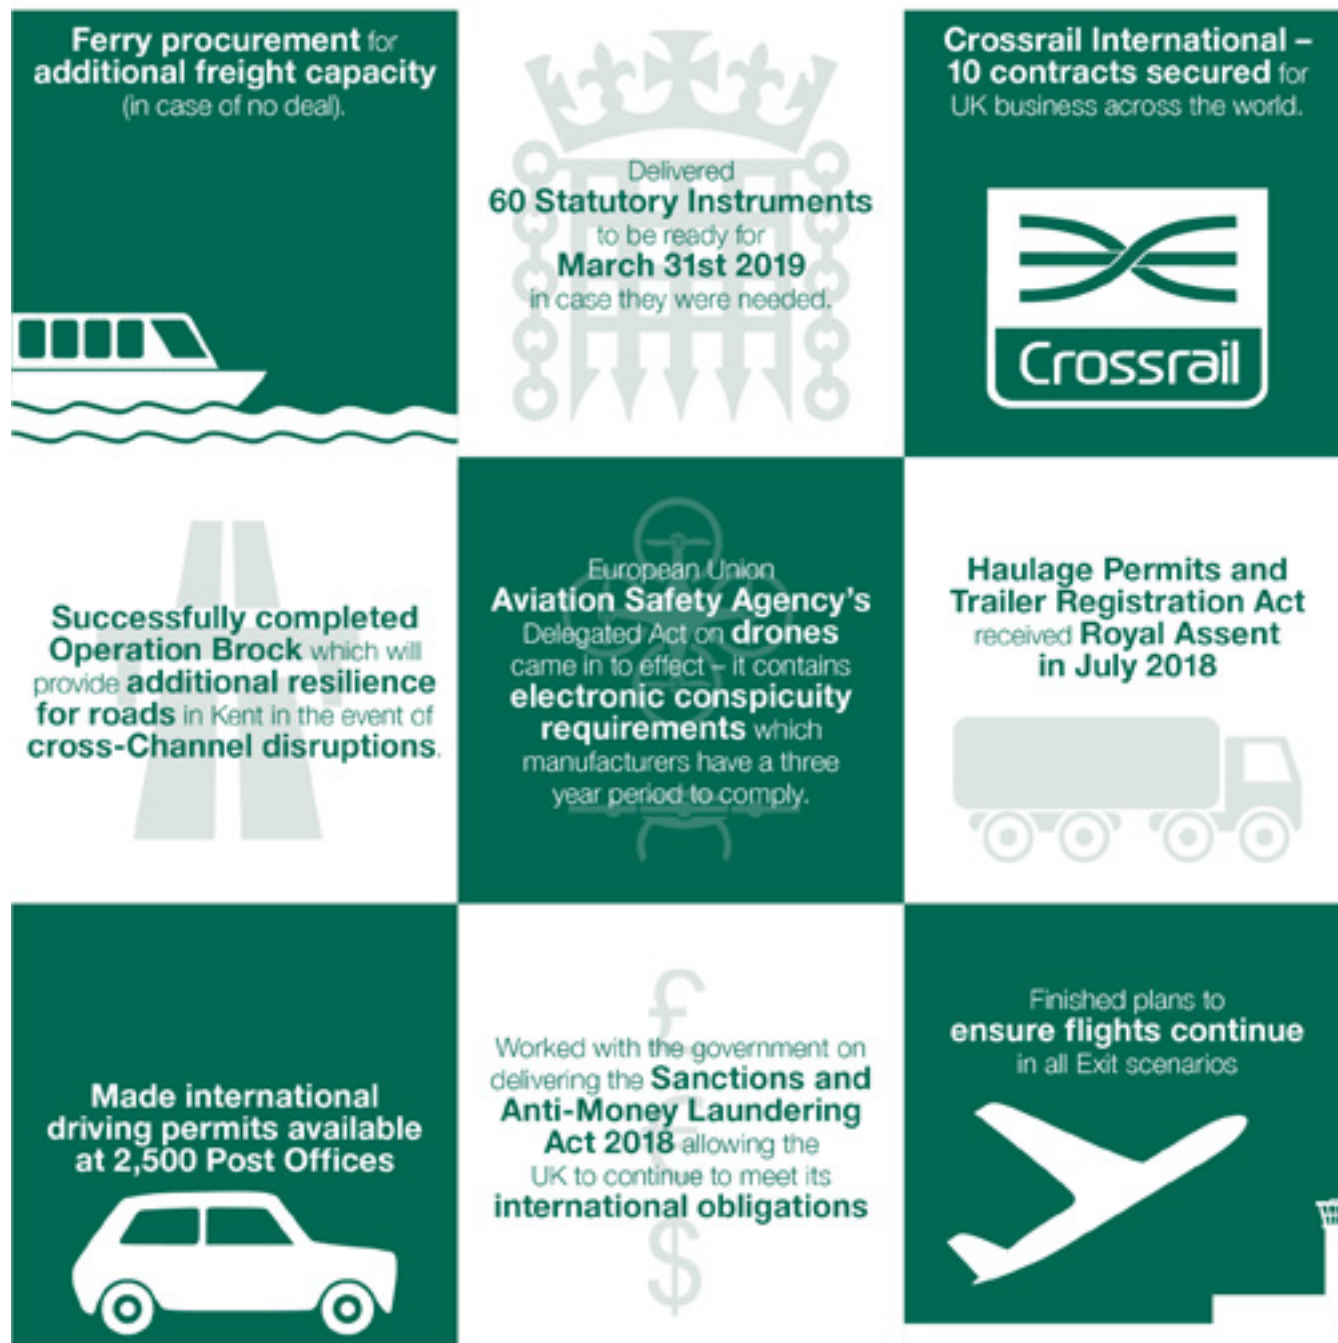 Ferry procurement for
additional freight capacity
(in case of no deal).
Delivered
60 Statutory Instruments
to be ready for
March 31st 2019
in case they were needed.
Crossrail International –
10 contracts secured for
UK business across the world.
Crossrail
Successfully completed
Operation Brock which will
provide additional resilience
for roads in Kent in the event of
cross-Channel disruptions.
European Union
Aviation Safety Agency's
Delegated Act on drones
came in to effect – it contains
electronic conspicuity
requirements which
manufacturers have a three
year period to comply.
Haulage Permits and
Trailer Registration Act
received Royal Assent
in July 2018
Made international
driving permits available
at 2,500 Post Offices
£
Worked with the government on
delivering the Sanctions and
Anti-Money Laundering
Act 2018 allowing the
UK to continue to meet its
international obligations
€
$
Finished plans to
ensure flights continue
in all Exit scenarios